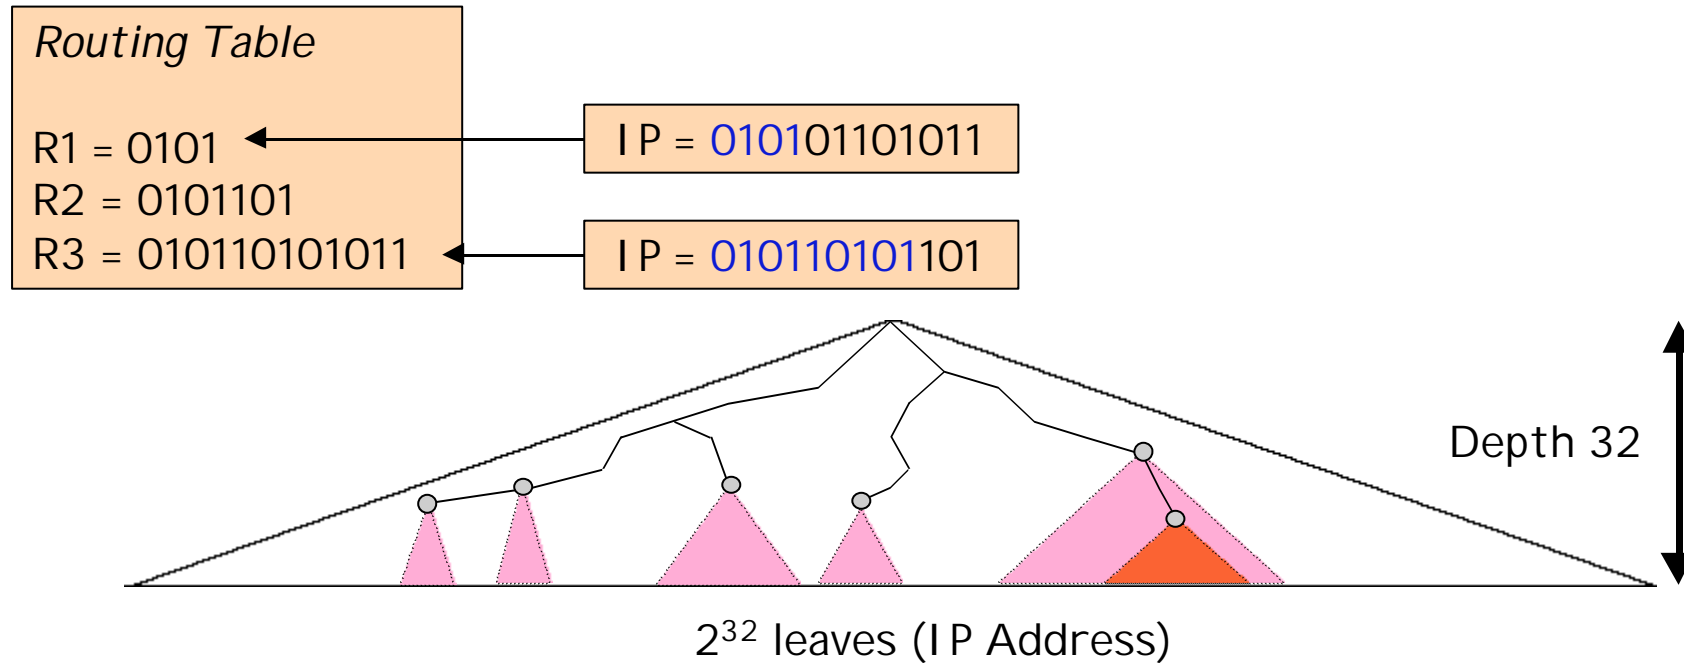 Routing Table
R1 = 0101
R2 = 0101101
R3 = 010110101011
IP = 010101101011
IP = 010110101101
Depth 32
2³² leaves (IP Address)